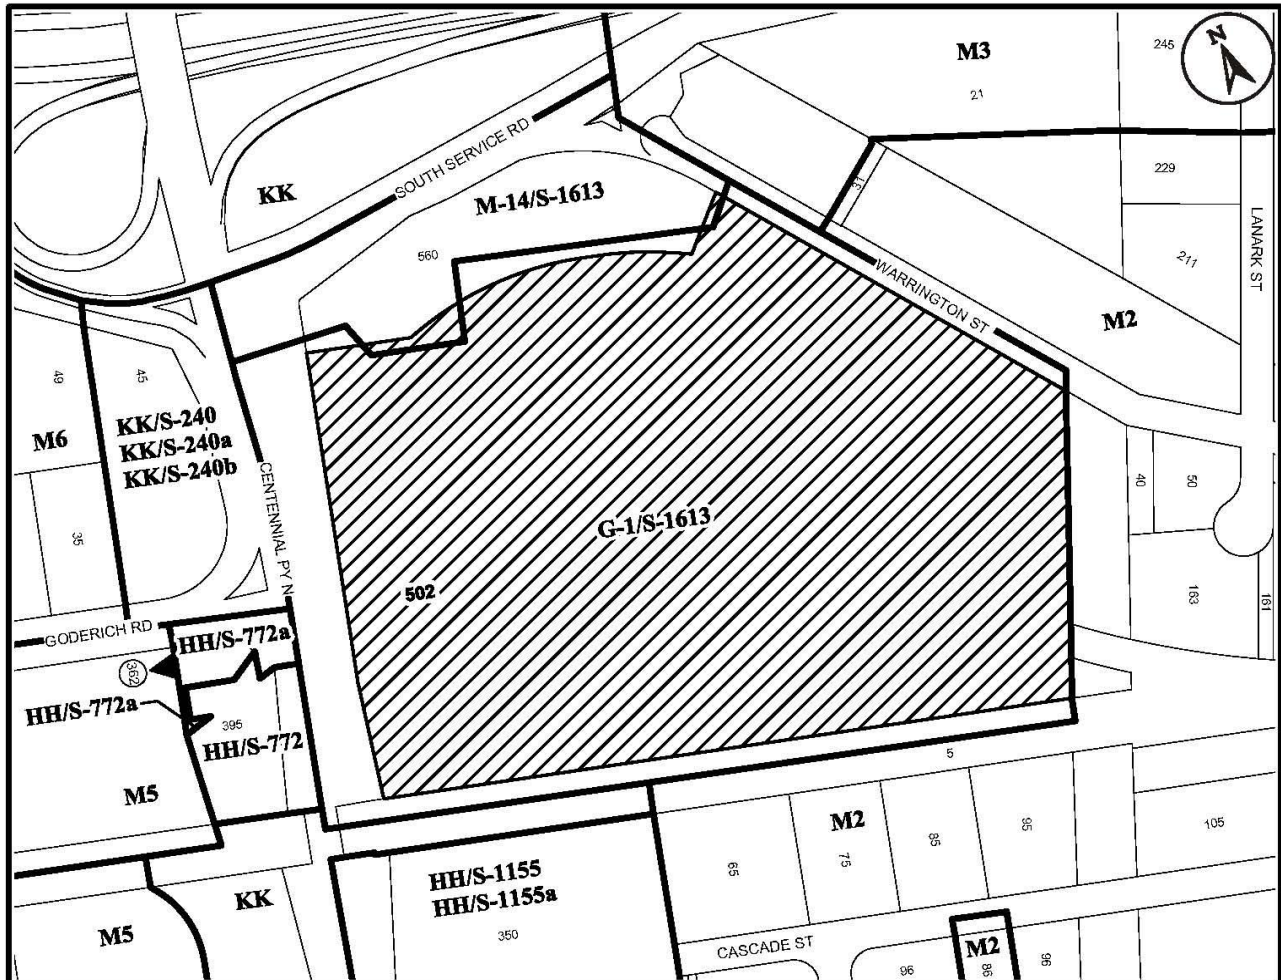 M3
245
N
21
SOUTH SERVICE RD
KK
M-14/S-1613
31
229
LANARK ST
560
211
WARRINGTON ST
M2
49
45
KK/S-240
KK/S-240a
KK/S-240b
M6
CENTENNIAL PY N
G-1/S-1613
40
50
35
502
163
161
GODERICH RD
HH/S-772a
362
HH/S-772a
395
HH/S-772
5
M5
M2
65
75
85
95
105
HH/S-1155
HH/S-1155a
KK
350
M5
CASCADE ST
M2
96
86
96